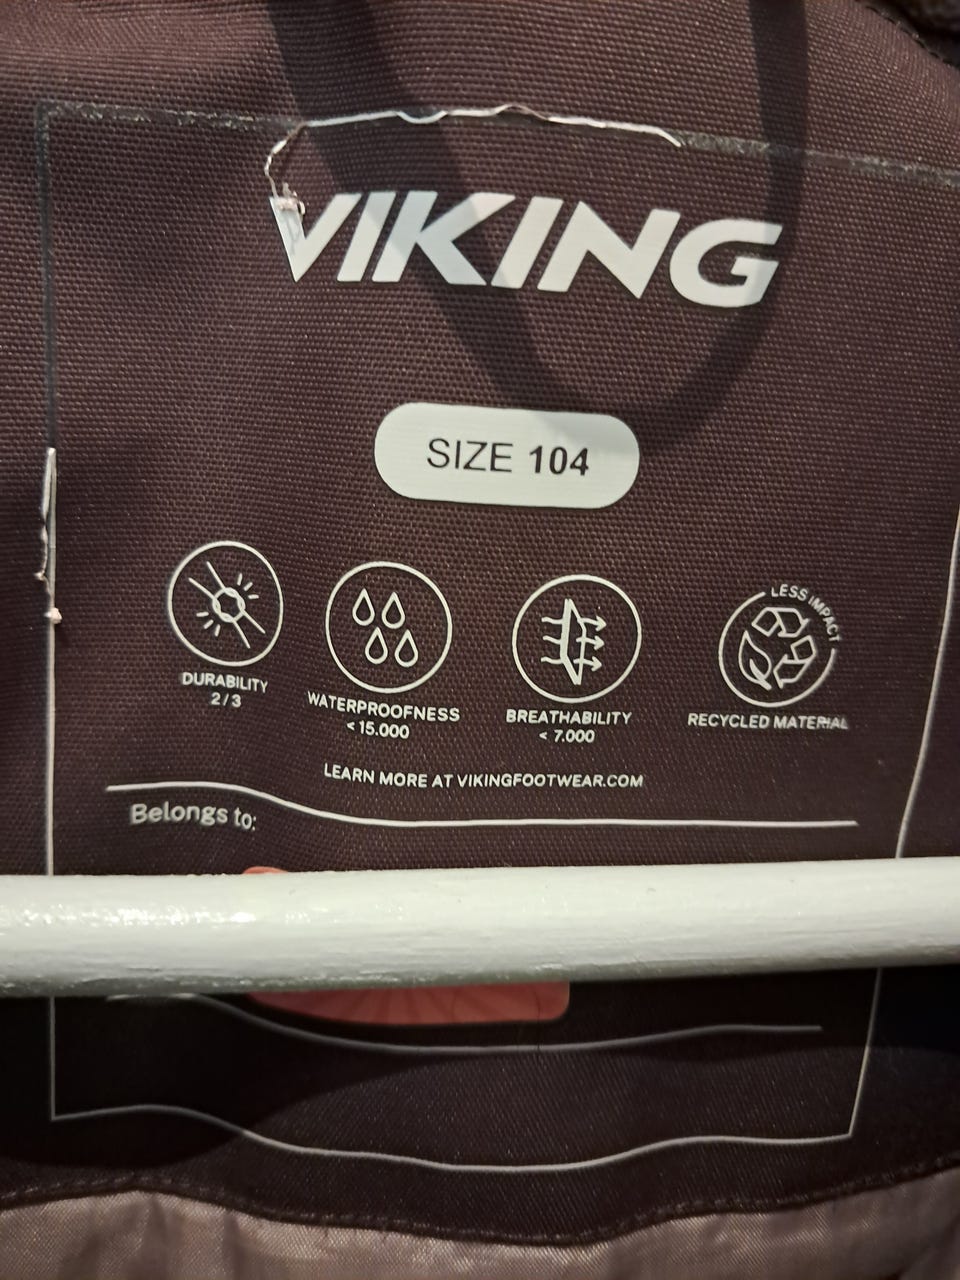 VIKING
SIZE 104
LESS IMPACT
DURABILITY
2/3
WATERPROOFNESS
< 15.000
BREATHABILITY
< 7.000
RECYCLED MATERIAL
LEARN MORE AT VIKINGFOOTWEAR.COM
Belongs to: